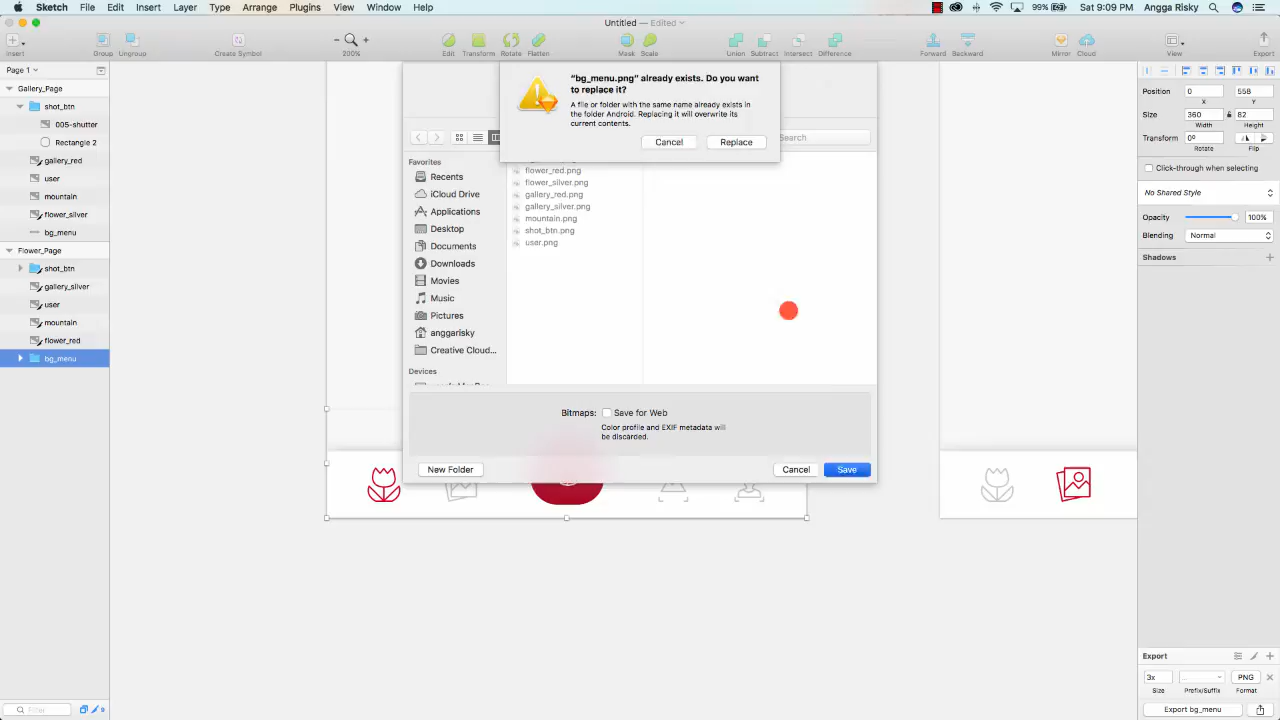 Sketch File Edit Insert Layer Type Arrange Plugins View Window Help
99% Sat 9:09 PM Angga Risky
Untitled — Edited
Insert Group Ungroup Create Symbol 200% Edit Transform Rotate Flatten Mask Scale Union Subtract Intersect Difference Forward Backward Mirror Cloud View Export
Page 1
Gallery_Page
shot_btn
005-shutter
Rectangle 2
gallery_red
user
mountain
flower_silver
bg_menu
Flower_Page
shot_btn
gallery_silver
user
mountain
flower_red
bg_menu
Filter
9
"bg_menu.png" already exists. Do you want
to replace it?
A file or folder with the same name already exists in
the folder Android. Replacing it will overwrite its
current contents.
Cancel Replace
Search
Favorites
Recents
iCloud Drive
Applications
Desktop
Documents
Downloads
Movies
Music
Pictures
anggarisky
Creative Cloud...
Devices
flower_red.png
flower_silver.png
gallery_red.png
gallery_silver.png
mountain.png
shot_btn.png
user.png
Bitmaps: Save for Web
Color profile and EXIF metadata will
be discarded.
New Folder Cancel Save
Position 0 558
X Y
Size 360 82
Width Height
Transform 0°
Rotate Flip
Click-through when selecting
No Shared Style
Opacity 100%
Blending Normal
Shadows
Export
3x ... PNG
Size Prefix/Suffix Format
Export bg_menu